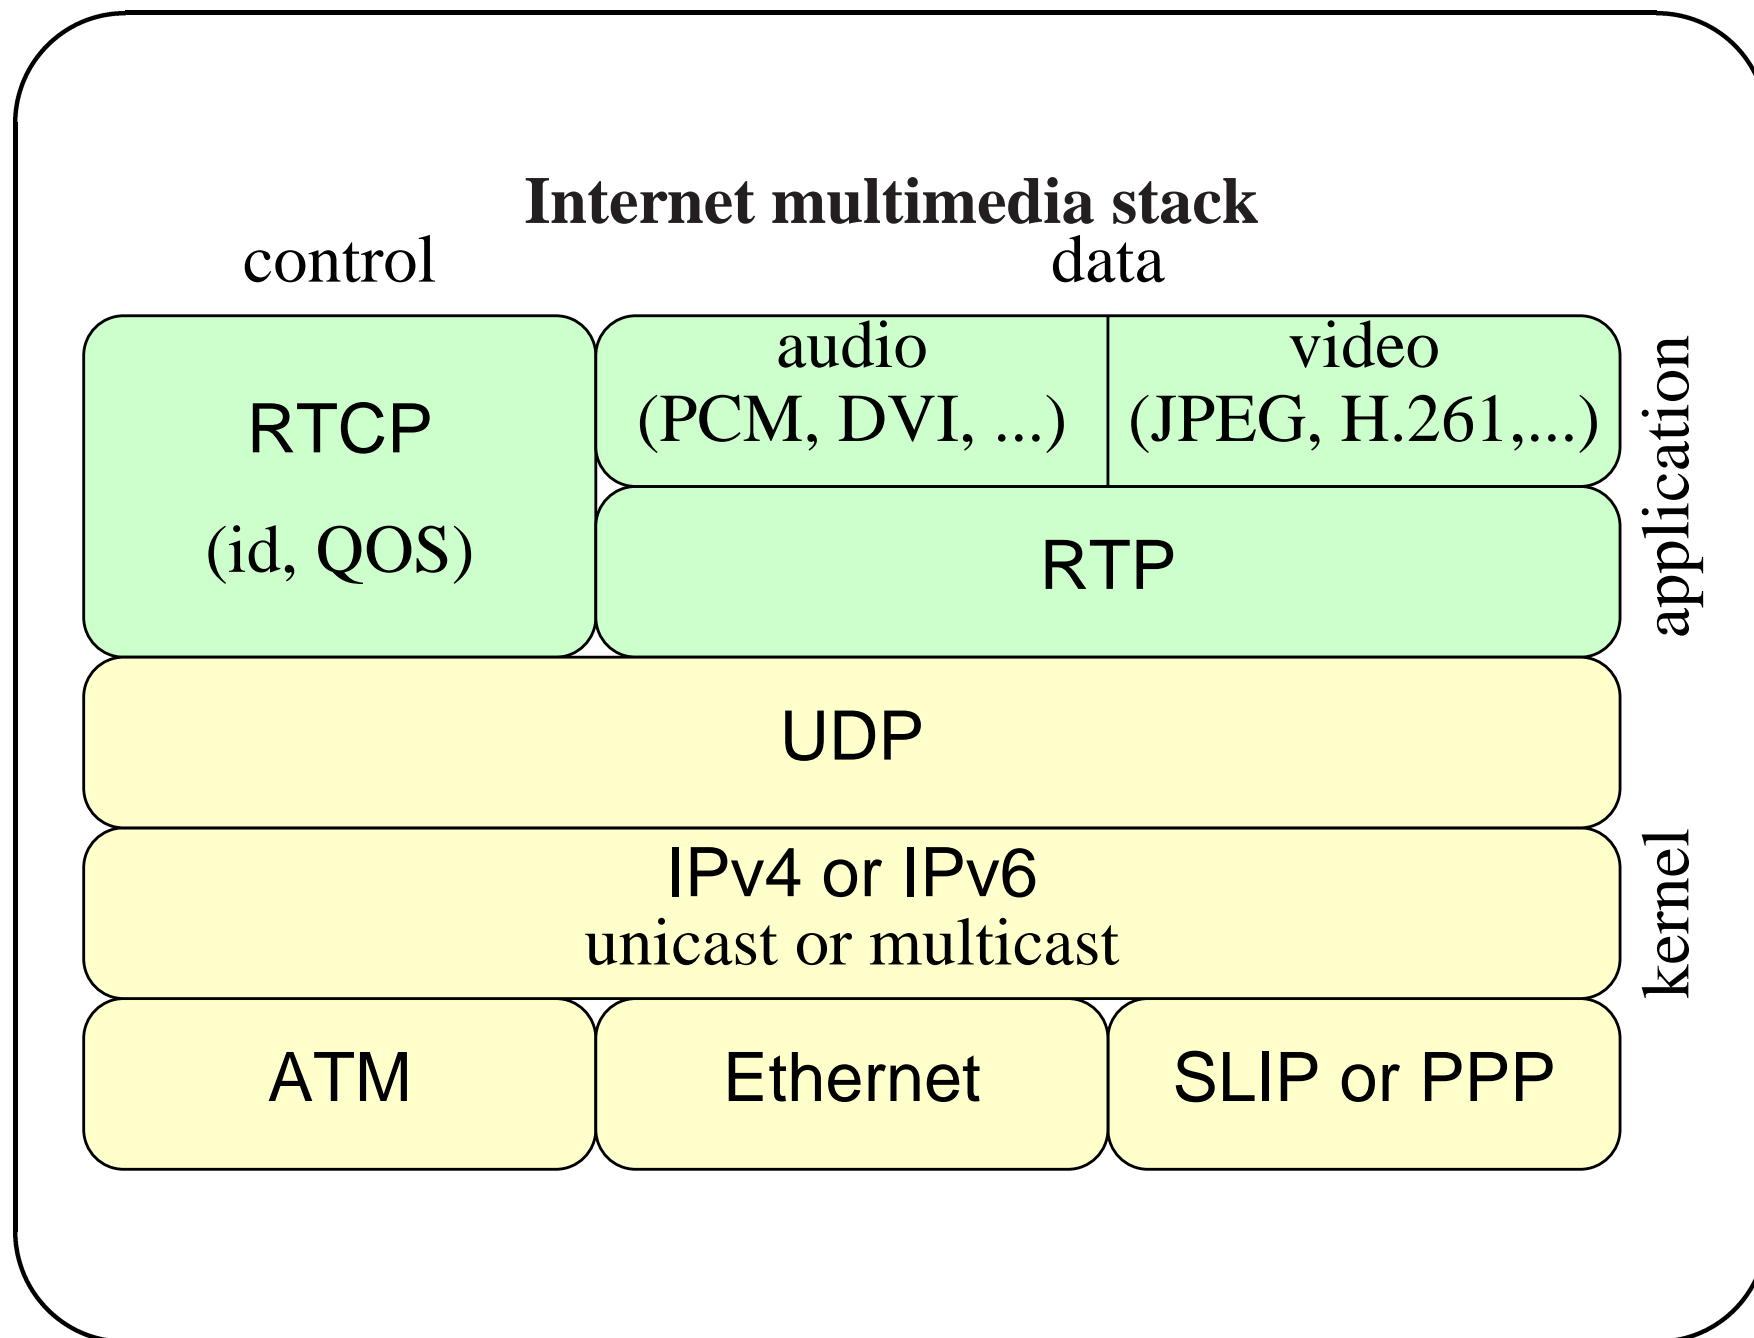 Internet multimedia stack
control
data
RTCP
(id, QOS)
audio
(PCM, DVI, ...)
video
(JPEG, H.261,...)
RTP
application
UDP
IPv4 or IPv6
unicast or multicast
kernel
ATM
Ethernet
SLIP or PPP